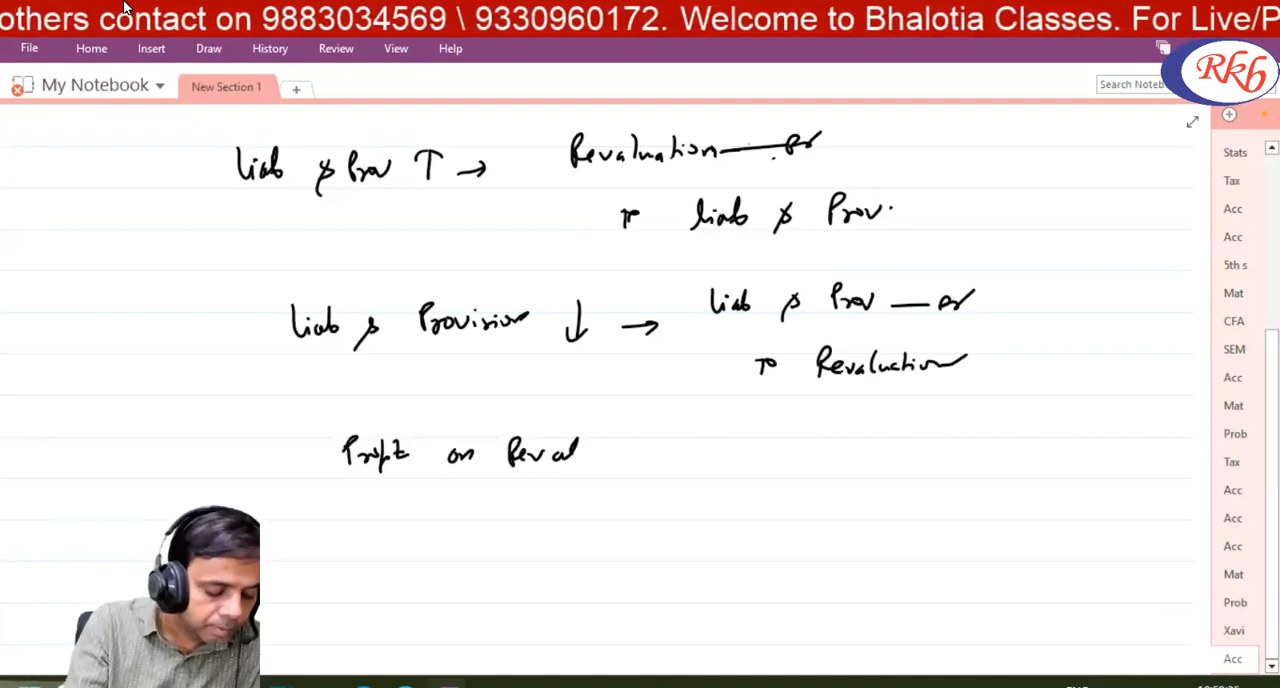 others contact on 9883034569 \ 9330960172. Welcome to Bhalotia Classes. For Live/P
File Home Insert Draw History Review View Help
Rkb
My Notebook New Section 1 + Search Noteb
Liab & Prov ↑ → Revaluation — Dr
To Liab & Prov.
Liab & Provision ↓ → Liab & Prov — Dr
To Revaluation
Profit on Reval
Stats
Tax
Acc
Acc
5th s
Mat
CFA
SEM
Acc
Mat
Prob
Tax
Acc
Acc
Acc
Mat
Prob
Xavi
Acc